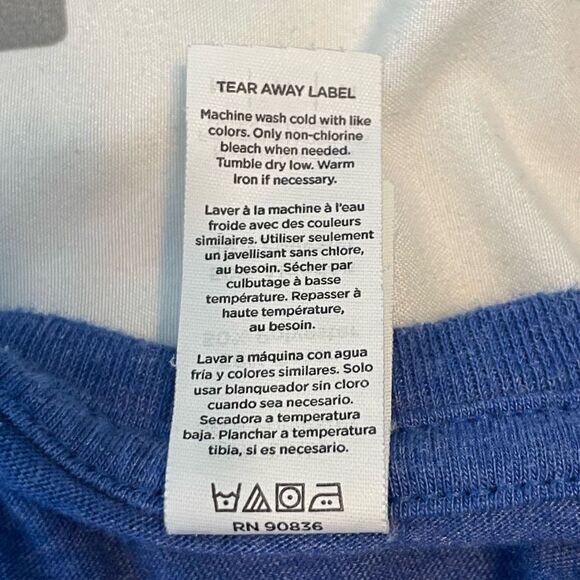 TEAR AWAY LABEL
Machine wash cold with like
colors. Only non-chlorine
bleach when needed.
Tumble dry low. Warm
Iron if necessary.
Laver à la machine à l'eau
froide avec des couleurs
similaires. Utiliser seulement
un javellisant sans chlore,
au besoin. Sécher par
culbutage à basse
température. Repasser à
haute température,
au besoin.
Lavar a máquina con agua
fría y colores similares. Solo
usar blanqueador sin cloro
cuando sea necesario.
Secadora a temperatura
baja. Planchar a temperatura
tibia, si es necesario.
RN 90836